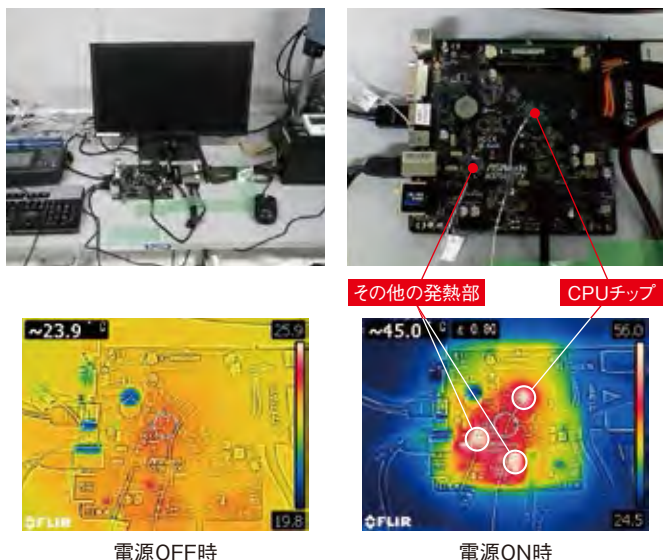 その他の発熱部
CPUチップ
~23.9
°C
25.9
19.8
FLIR
電源OFF時
~45.0
°C
ε 0.80
56.0
24.5
FLIR
電源ON時